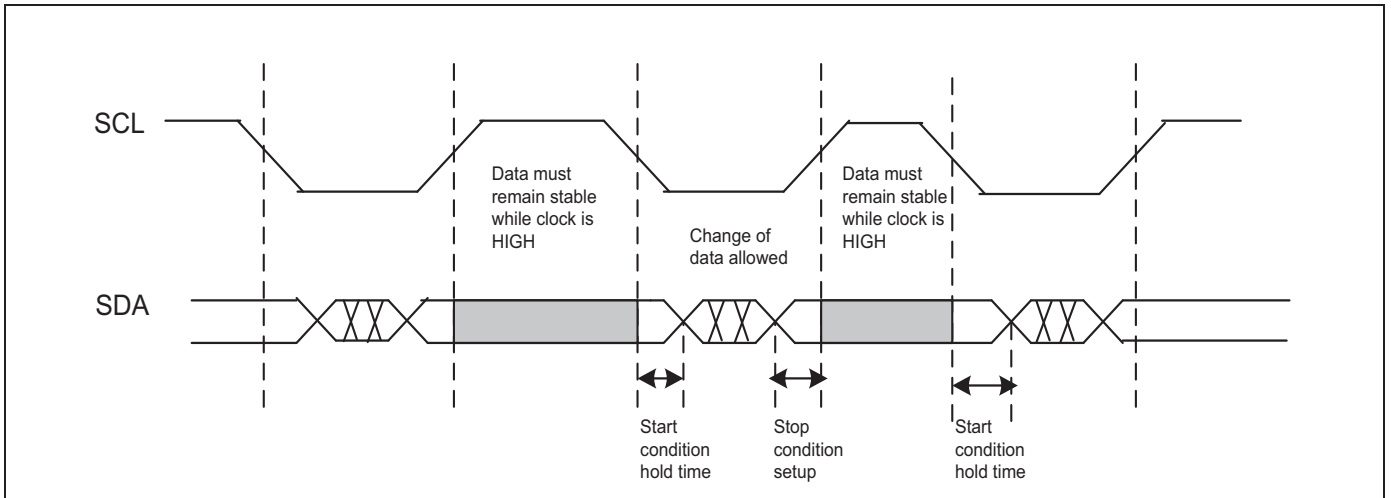 SCL
Data must
remain stable
while clock is
HIGH
Change of
data allowed
Data must
remain stable
while clock is
HIGH
SDA
Start
condition
hold time
Stop
condition
setup
Start
condition
hold time